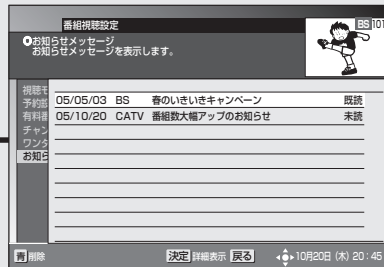 番組視聴設定
BS 101
お知らせメッセージ
お知らせメッセージを表示します。
視聴モ
予約設
有料番
チャン
ワンタ
お知ら
05/05/03 BS 春のいきいきキャンペーン 既読
05/10/20 CATV 番組数大幅アップのお知らせ 未読
青 削除 決定 詳細表示 戻る 10月20日 (木) 20:45